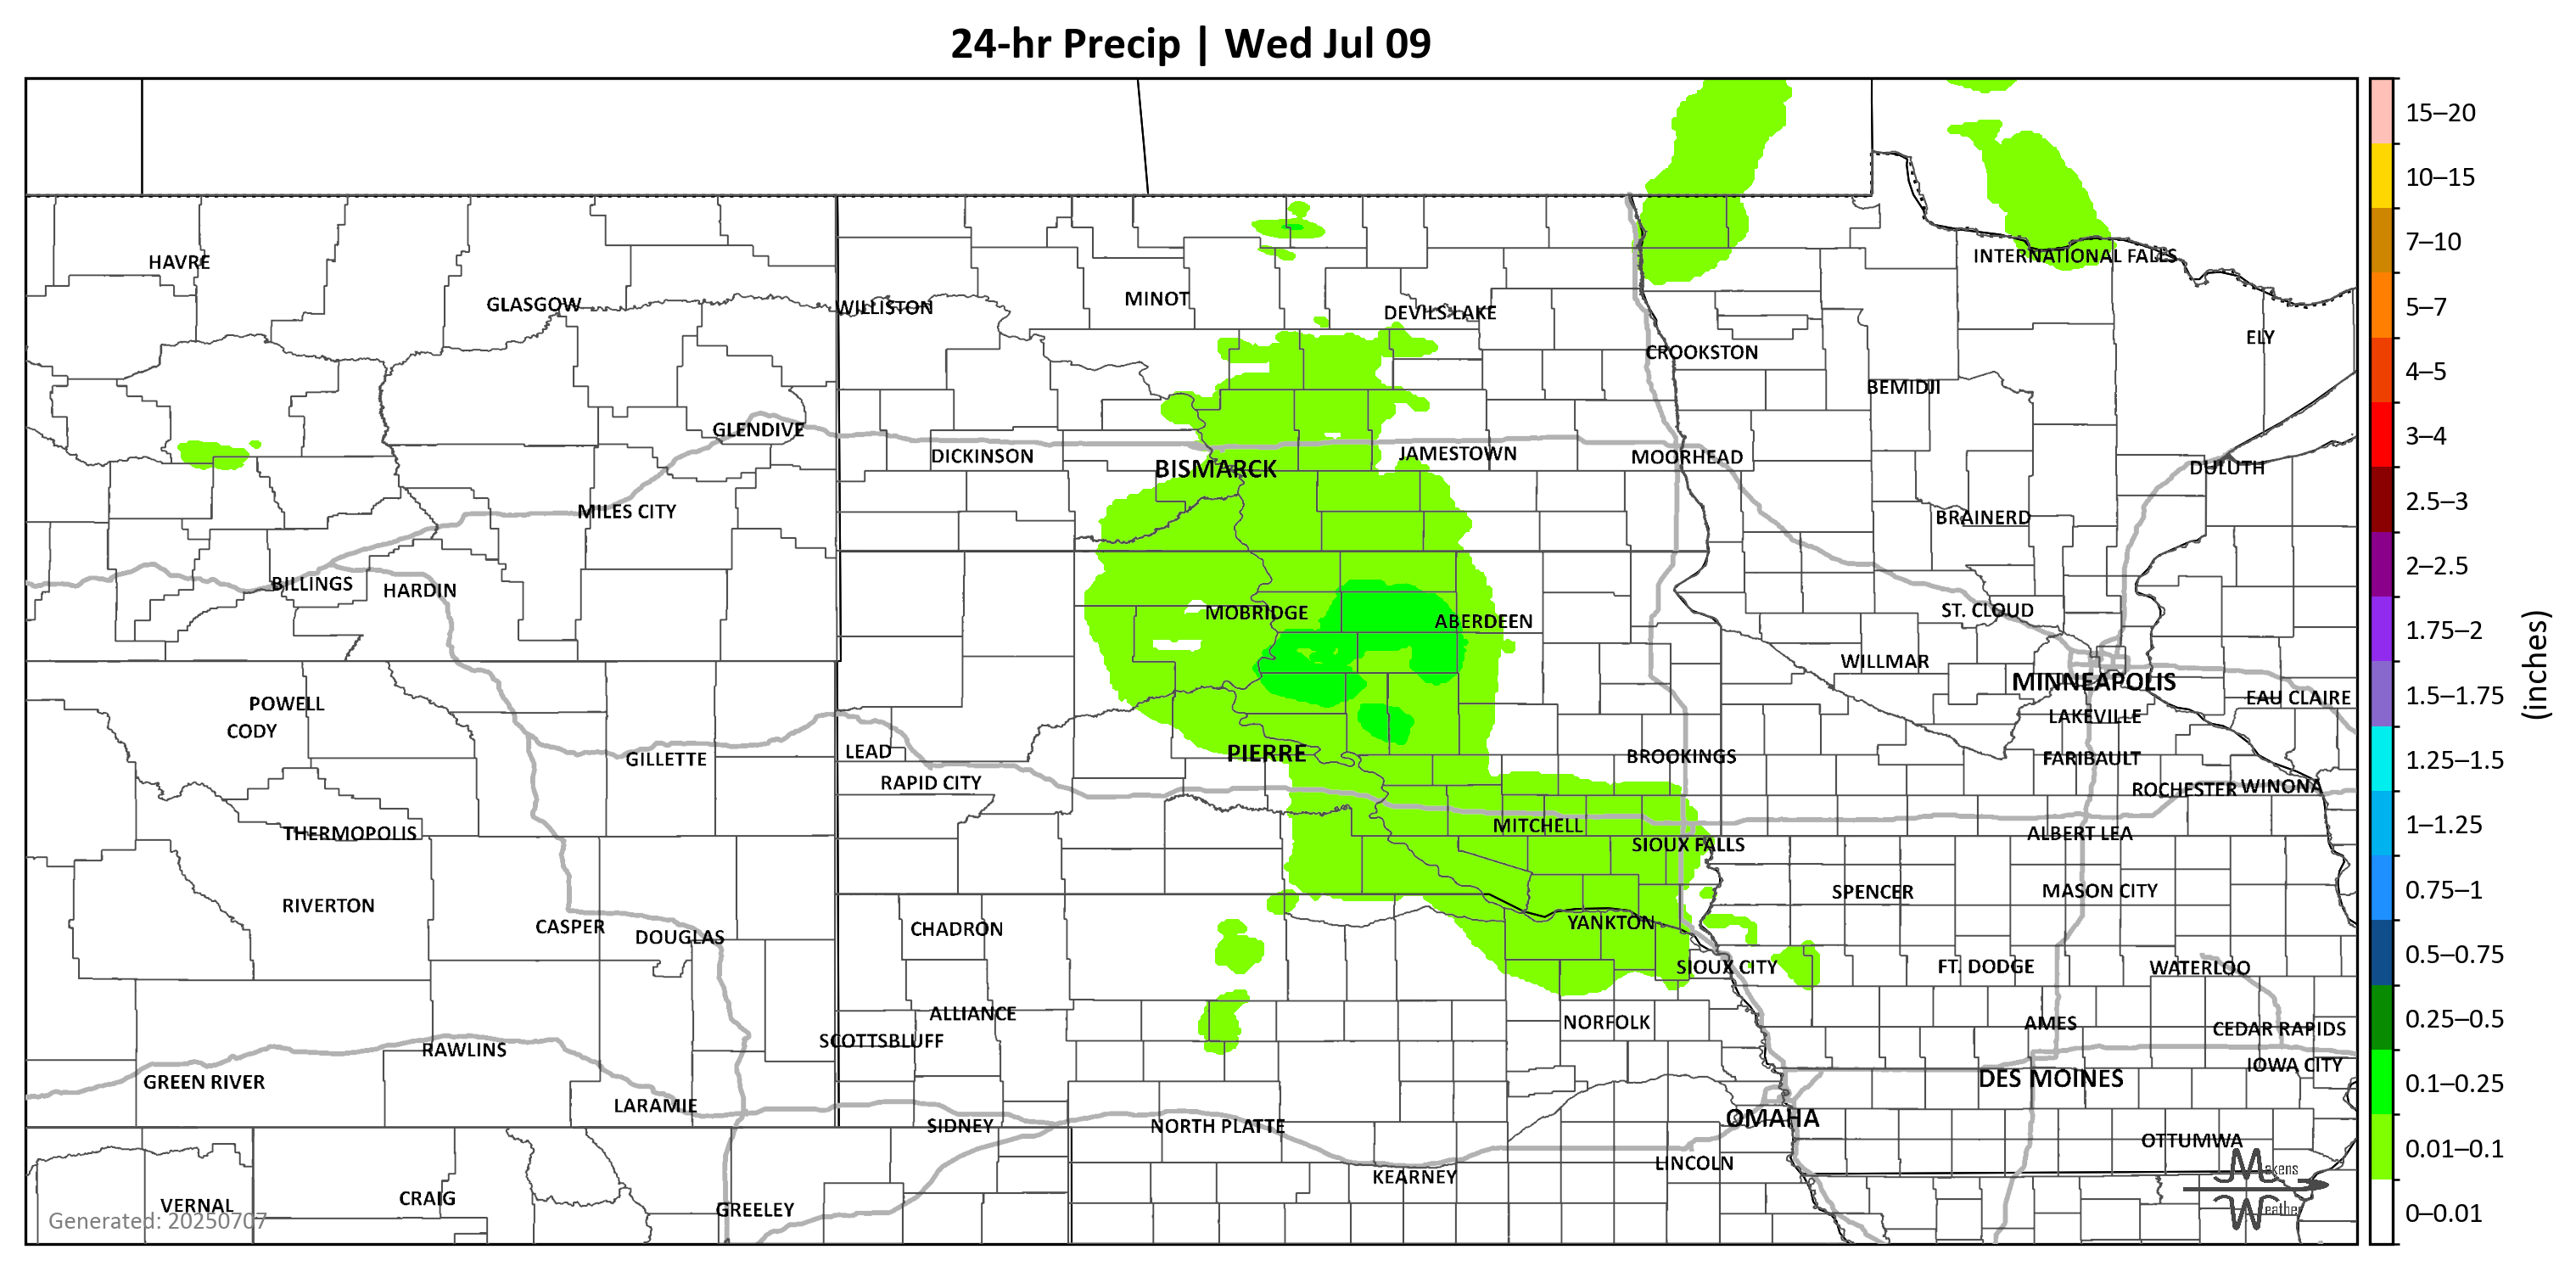 24-hr Precip | Wed Jul 09
15–20
10–15
7–10
5–7
4–5
3–4
2.5–3
2–2.5
1.75–2
1.5–1.75
1.25–1.5
1–1.25
0.75–1
0.5–0.75
0.25–0.5
0.1–0.25
0.01–0.1
0–0.01
(inches)
HAVRE
GLASGOW
WILLISTON
MINOT
DEVILS LAKE
INTERNATIONAL FALLS
ELY
CROOKSTON
BEMIDJI
GLENDIVE
DICKINSON
BISMARCK
JAMESTOWN
MOORHEAD
DULUTH
MILES CITY
BRAINERD
BILLINGS
HARDIN
MOBRIDGE
ABERDEEN
ST. CLOUD
WILLMAR
MINNEAPOLIS
EAU CLAIRE
POWELL
CODY
LAKEVILLE
GILLETTE
LEAD
PIERRE
BROOKINGS
FARIBAULT
RAPID CITY
ROCHESTER
WINONA
THERMOPOLIS
MITCHELL
SIOUX FALLS
ALBERT LEA
RIVERTON
SPENCER
MASON CITY
CASPER
DOUGLAS
CHADRON
YANKTON
SIOUX CITY
FT. DODGE
WATERLOO
ALLIANCE
SCOTTSBLUFF
NORFOLK
AMES
CEDAR RAPIDS
RAWLINS
IOWA CITY
GREEN RIVER
DES MOINES
LARAMIE
SIDNEY
NORTH PLATTE
OMAHA
OTTUMWA
LINCOLN
KEARNEY
VERNAL
CRAIG
GREELEY
Generated: 20250707
Makens
Weather